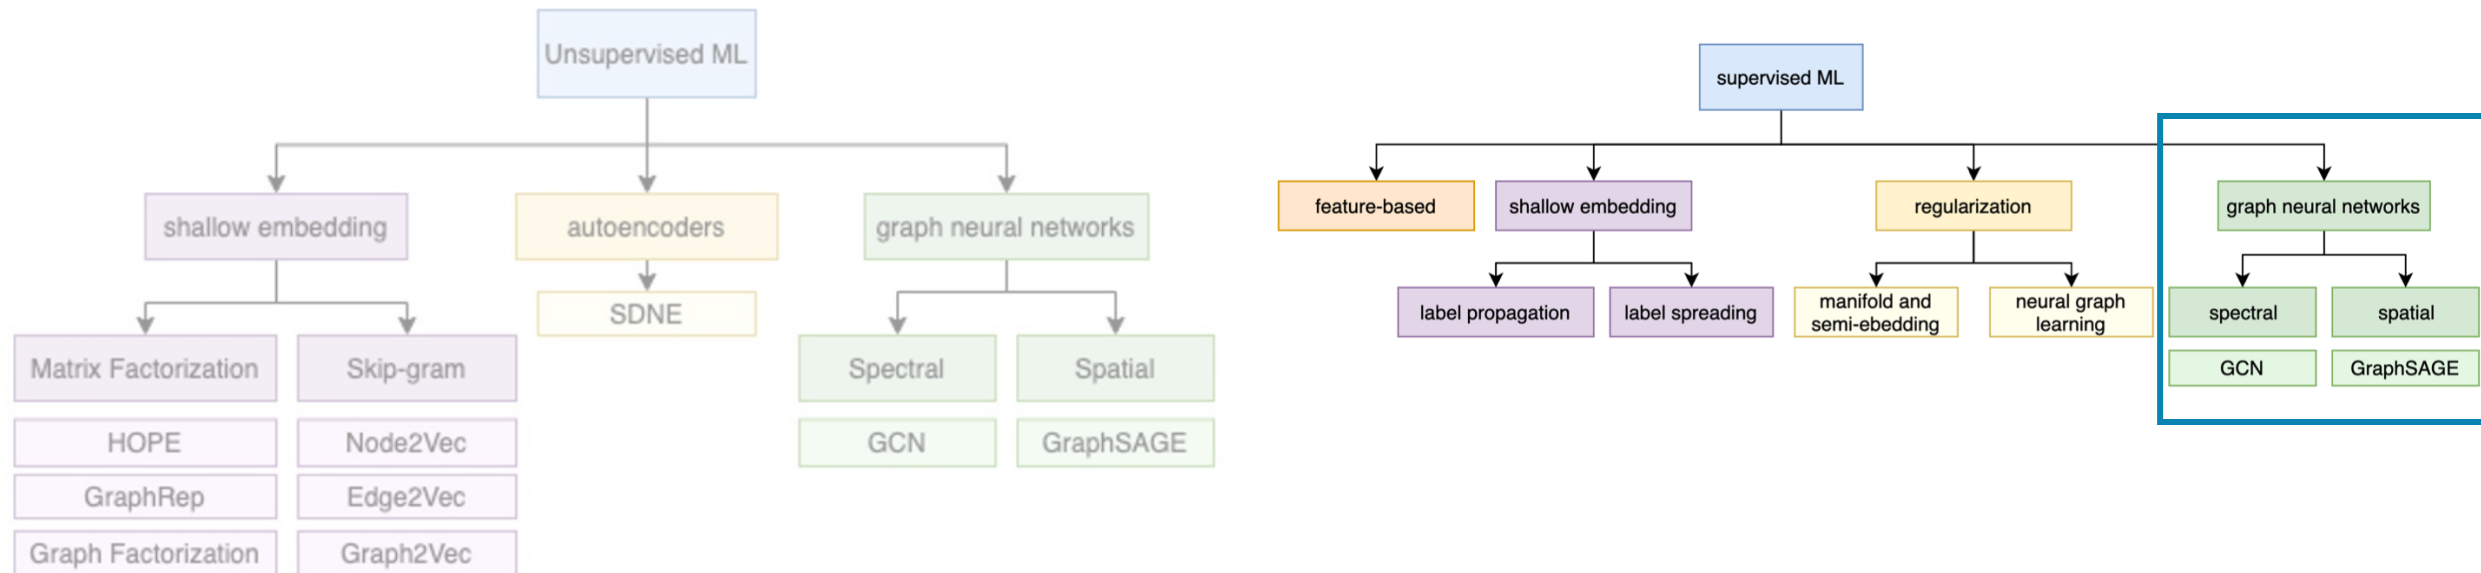 Unsupervised ML
shallow embedding
autoencoders
graph neural networks
SDNE
Matrix Factorization
Skip-gram
Spectral
Spatial
HOPE
Node2Vec
GCN
GraphSAGE
GraphRep
Edge2Vec
Graph Factorization
Graph2Vec
supervised ML
feature-based
shallow embedding
regularization
graph neural networks
label propagation
label spreading
manifold and
semi-ebedding
neural graph
learning
spectral
spatial
GCN
GraphSAGE